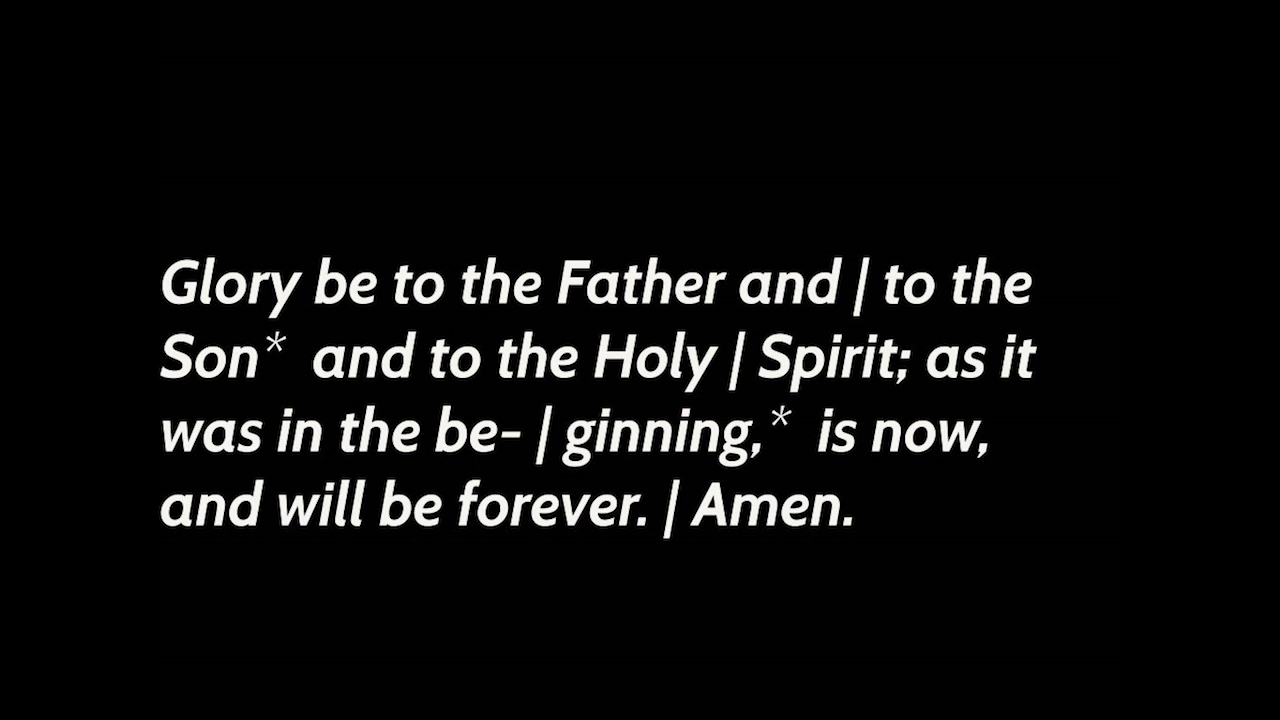 Glory be to the Father and | to the
Son* and to the Holy | Spirit; as it
was in the be- | ginning,* is now,
and will be forever. | Amen.